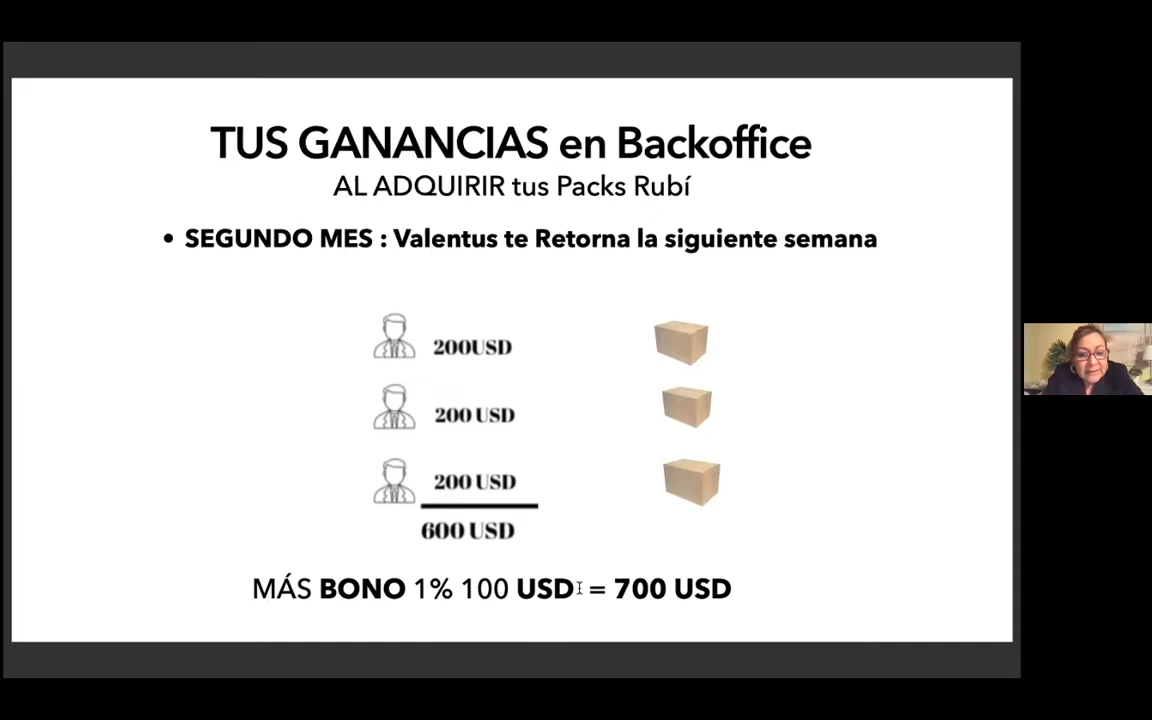 TUS GANANCIAS en Backoffice
AL ADQUIRIR tus Packs Rubí
• SEGUNDO MES : Valentus te Retorna la siguiente semana
200USD
200 USD
200 USD
600 USD
MÁS BONO 1% 100 USD = 700 USD